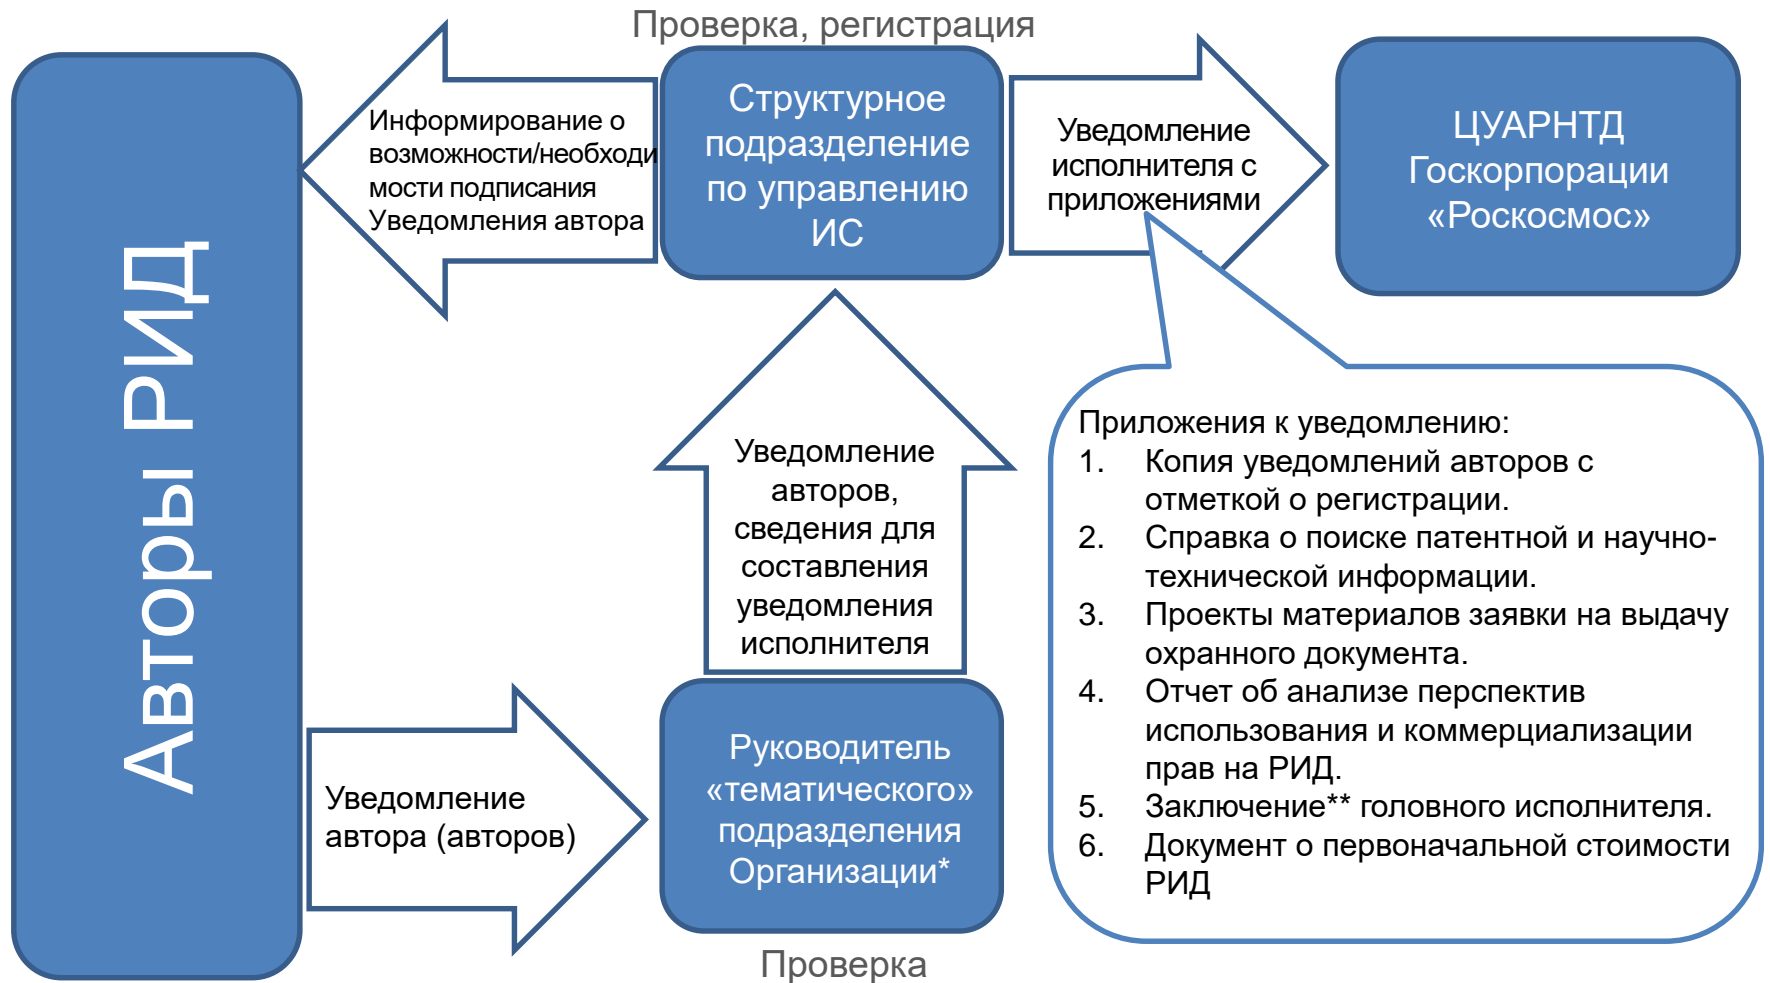 Проверка, регистрация
Авторы РИД
Информирование о
возможности/необходи
мости подписания
Уведомления автора
Структурное
подразделение
по управлению
ИС
Уведомление
исполнителя с
приложениями
ЦУАРНТД
Госкорпорации
«Роскосмос»
Уведомление
авторов,
сведения для
составления
уведомления
исполнителя
Уведомление
автора (авторов)
Руководитель
«тематического»
подразделения
Организации*
Проверка
Приложения к уведомлению:
1. Копия уведомлений авторов с
отметкой о регистрации.
2. Справка о поиске патентной и научно-
технической информации.
3. Проекты материалов заявки на выдачу
охранного документа.
4. Отчет об анализе перспектив
использования и коммерциализации
прав на РИД.
5. Заключение** головного исполнителя.
6. Документ о первоначальной стоимости
РИД